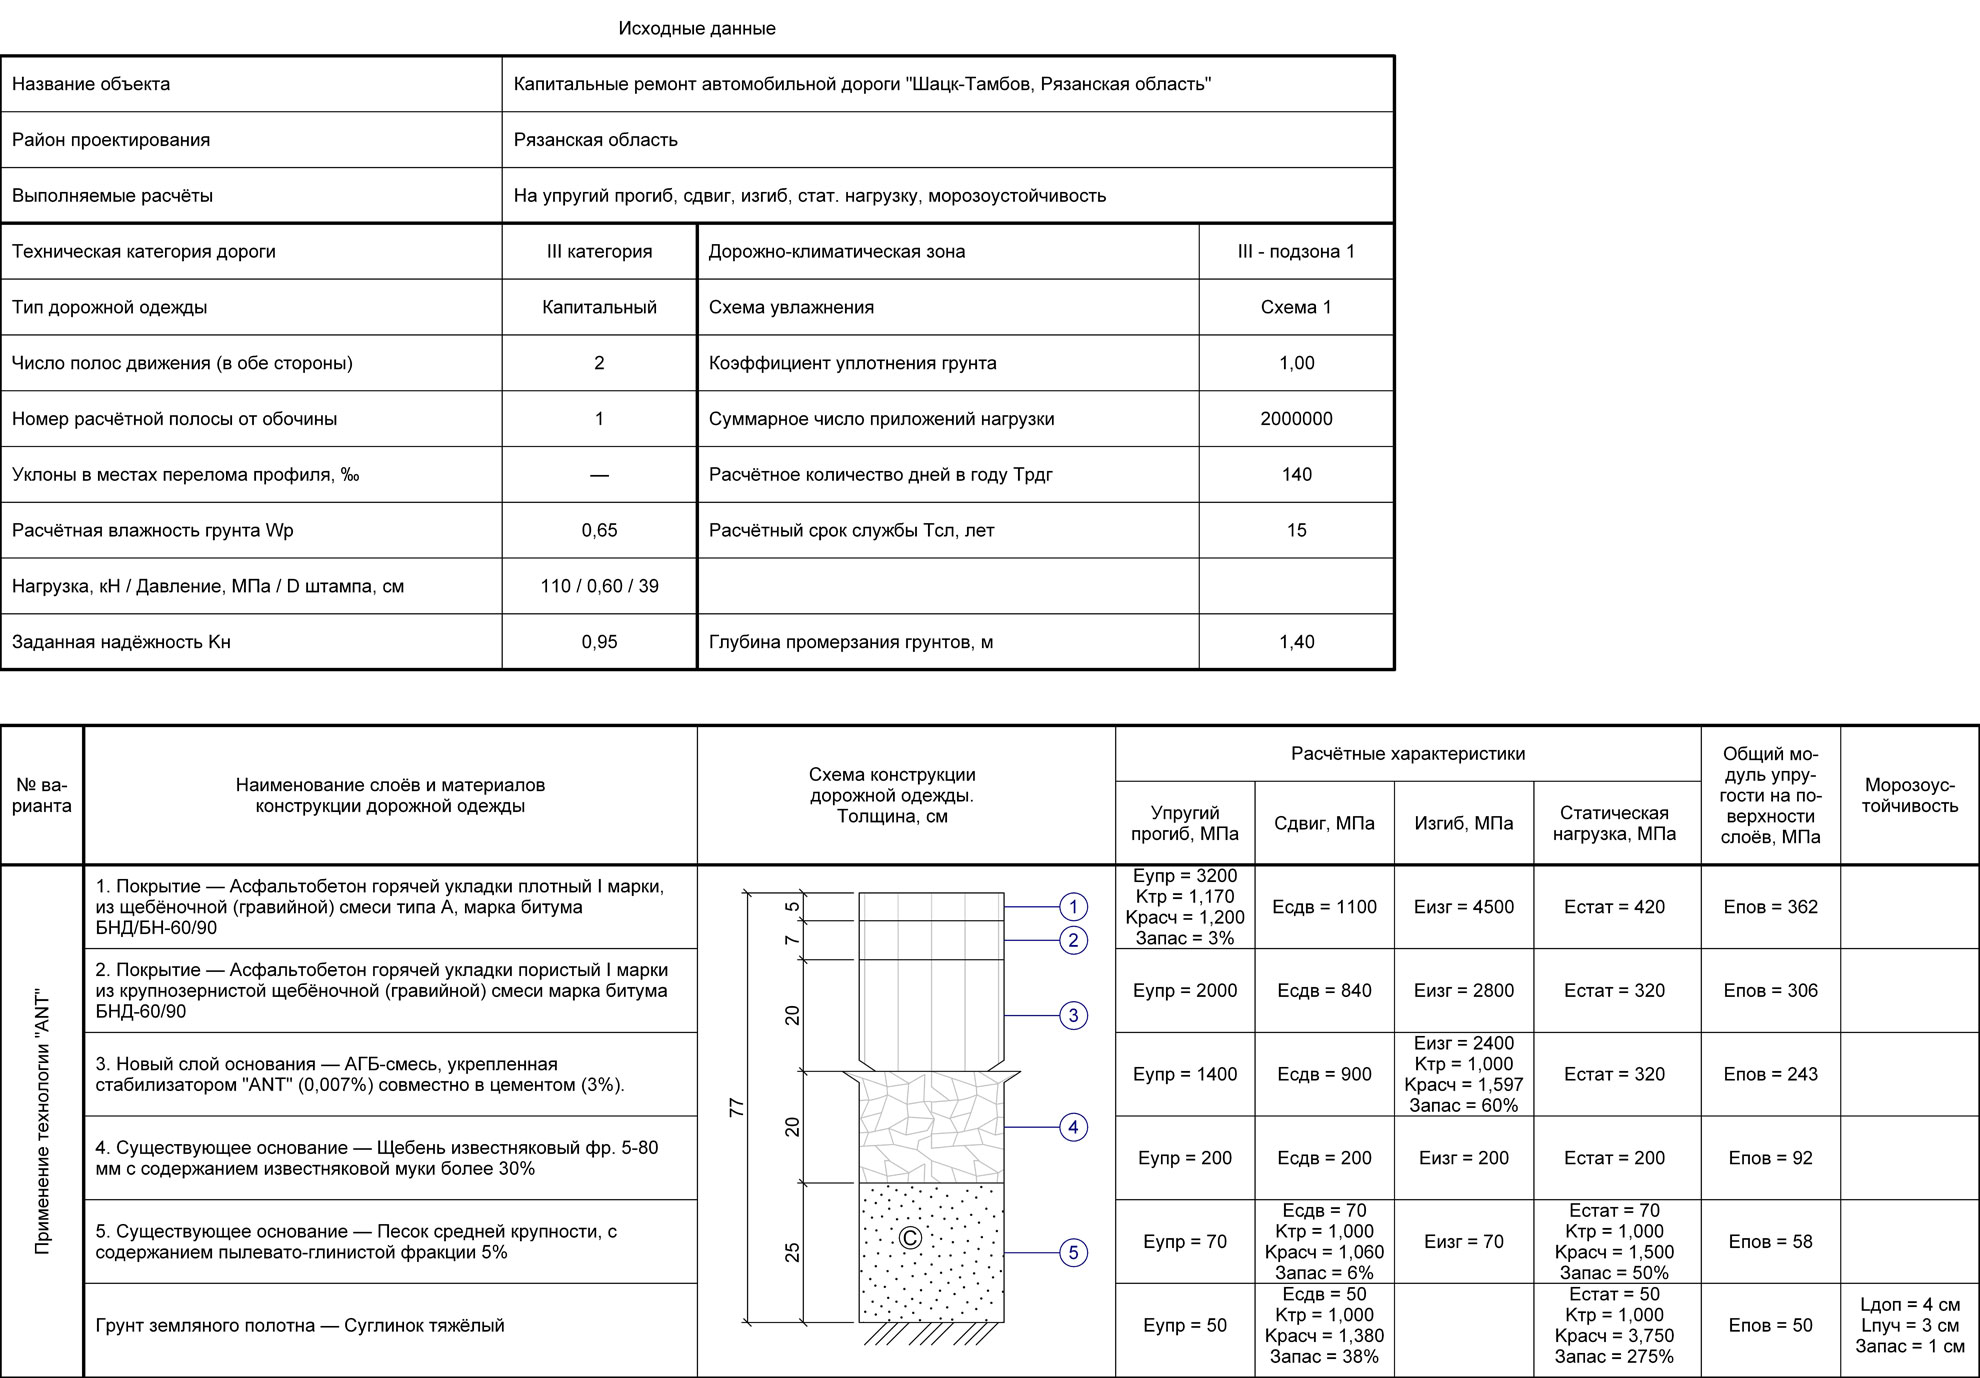 Исходные данные
Название объекта
Капитальные ремонт автомобильной дороги "Шацк-Тамбов, Рязанская область"
Район проектирования
Рязанская область
Выполняемые расчёты
На упругий прогиб, сдвиг, изгиб, стат. нагрузку, морозоустойчивость
Техническая категория дороги
III категория
Дорожно-климатическая зона
III - подзона 1
Тип дорожной одежды
Капитальный
Схема увлажнения
Схема 1
Число полос движения (в обе стороны)
2
Коэффициент уплотнения грунта
1,00
Номер расчётной полосы от обочины
1
Суммарное число приложений нагрузки
2000000
Уклоны в местах перелома профиля, ‰
—
Расчётное количество дней в году Трдг
140
Расчётная влажность грунта Wp
0,65
Расчётный срок службы Тсл, лет
15
Нагрузка, кН / Давление, МПа / D штампа, см
110 / 0,60 / 39
Заданная надёжность Кн
0,95
Глубина промерзания грунтов, м
1,40
№ ва-
рианта
Наименование слоёв и материалов
конструкции дорожной одежды
Схема конструкции
дорожной одежды.
Толщина, см
Расчётные характеристики
Упругий
прогиб, МПа
Сдвиг, МПа
Изгиб, МПа
Статическая
нагрузка, МПа
Общий мо-
дуль упру-
гости на по-
верхности
слоёв, МПа
Морозоус-
тойчивость
Применение технологии "ANT"
1. Покрытие — Асфальтобетон горячей укладки плотный I марки,
из щебёночной (гравийной) смеси типа А, марка битума
БНД/БН-60/90
77
5
1
Еупр = 3200
Ктр = 1,170
Красч = 1,200
Запас = 3%
Есдв = 1100
Еизг = 4500
Естат = 420
Епов = 362
2. Покрытие — Асфальтобетон горячей укладки пористый I марки
из крупнозернистой щебёночной (гравийной) смеси марка битума
БНД-60/90
7
2
Еупр = 2000
Есдв = 840
Еизг = 2800
Естат = 320
Епов = 306
3. Новый слой основания — АГБ-смесь, укрепленная
стабилизатором "ANT" (0,007%) совместно в цементом (3%).
20
3
Еупр = 1400
Есдв = 900
Еизг = 2400
Ктр = 1,000
Красч = 1,597
Запас = 60%
Естат = 320
Епов = 243
4. Существующее основание — Щебень известняковый фр. 5-80
мм с содержанием известняковой муки более 30%
20
4
Еупр = 200
Есдв = 200
Еизг = 200
Естат = 200
Епов = 92
5. Существующее основание — Песок средней крупности, с
содержанием пылевато-глинистой фракции 5%
25
С
5
Еупр = 70
Есдв = 70
Ктр = 1,000
Красч = 1,060
Запас = 6%
Еизг = 70
Естат = 70
Ктр = 1,000
Красч = 1,500
Запас = 50%
Епов = 58
Грунт земляного полотна — Суглинок тяжёлый
Еупр = 50
Есдв = 50
Ктр = 1,000
Красч = 1,380
Запас = 38%
Естат = 50
Ктр = 1,000
Красч = 3,750
Запас = 275%
Епов = 50
Lдоп = 4 см
Lпуч = 3 см
Запас = 1 см